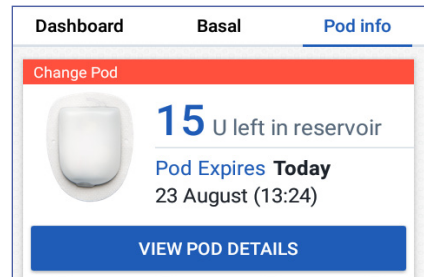 Dashboard Basal Pod info
Change Pod
15 U left in reservoir
Pod Expires Today
23 August (13:24)
VIEW POD DETAILS